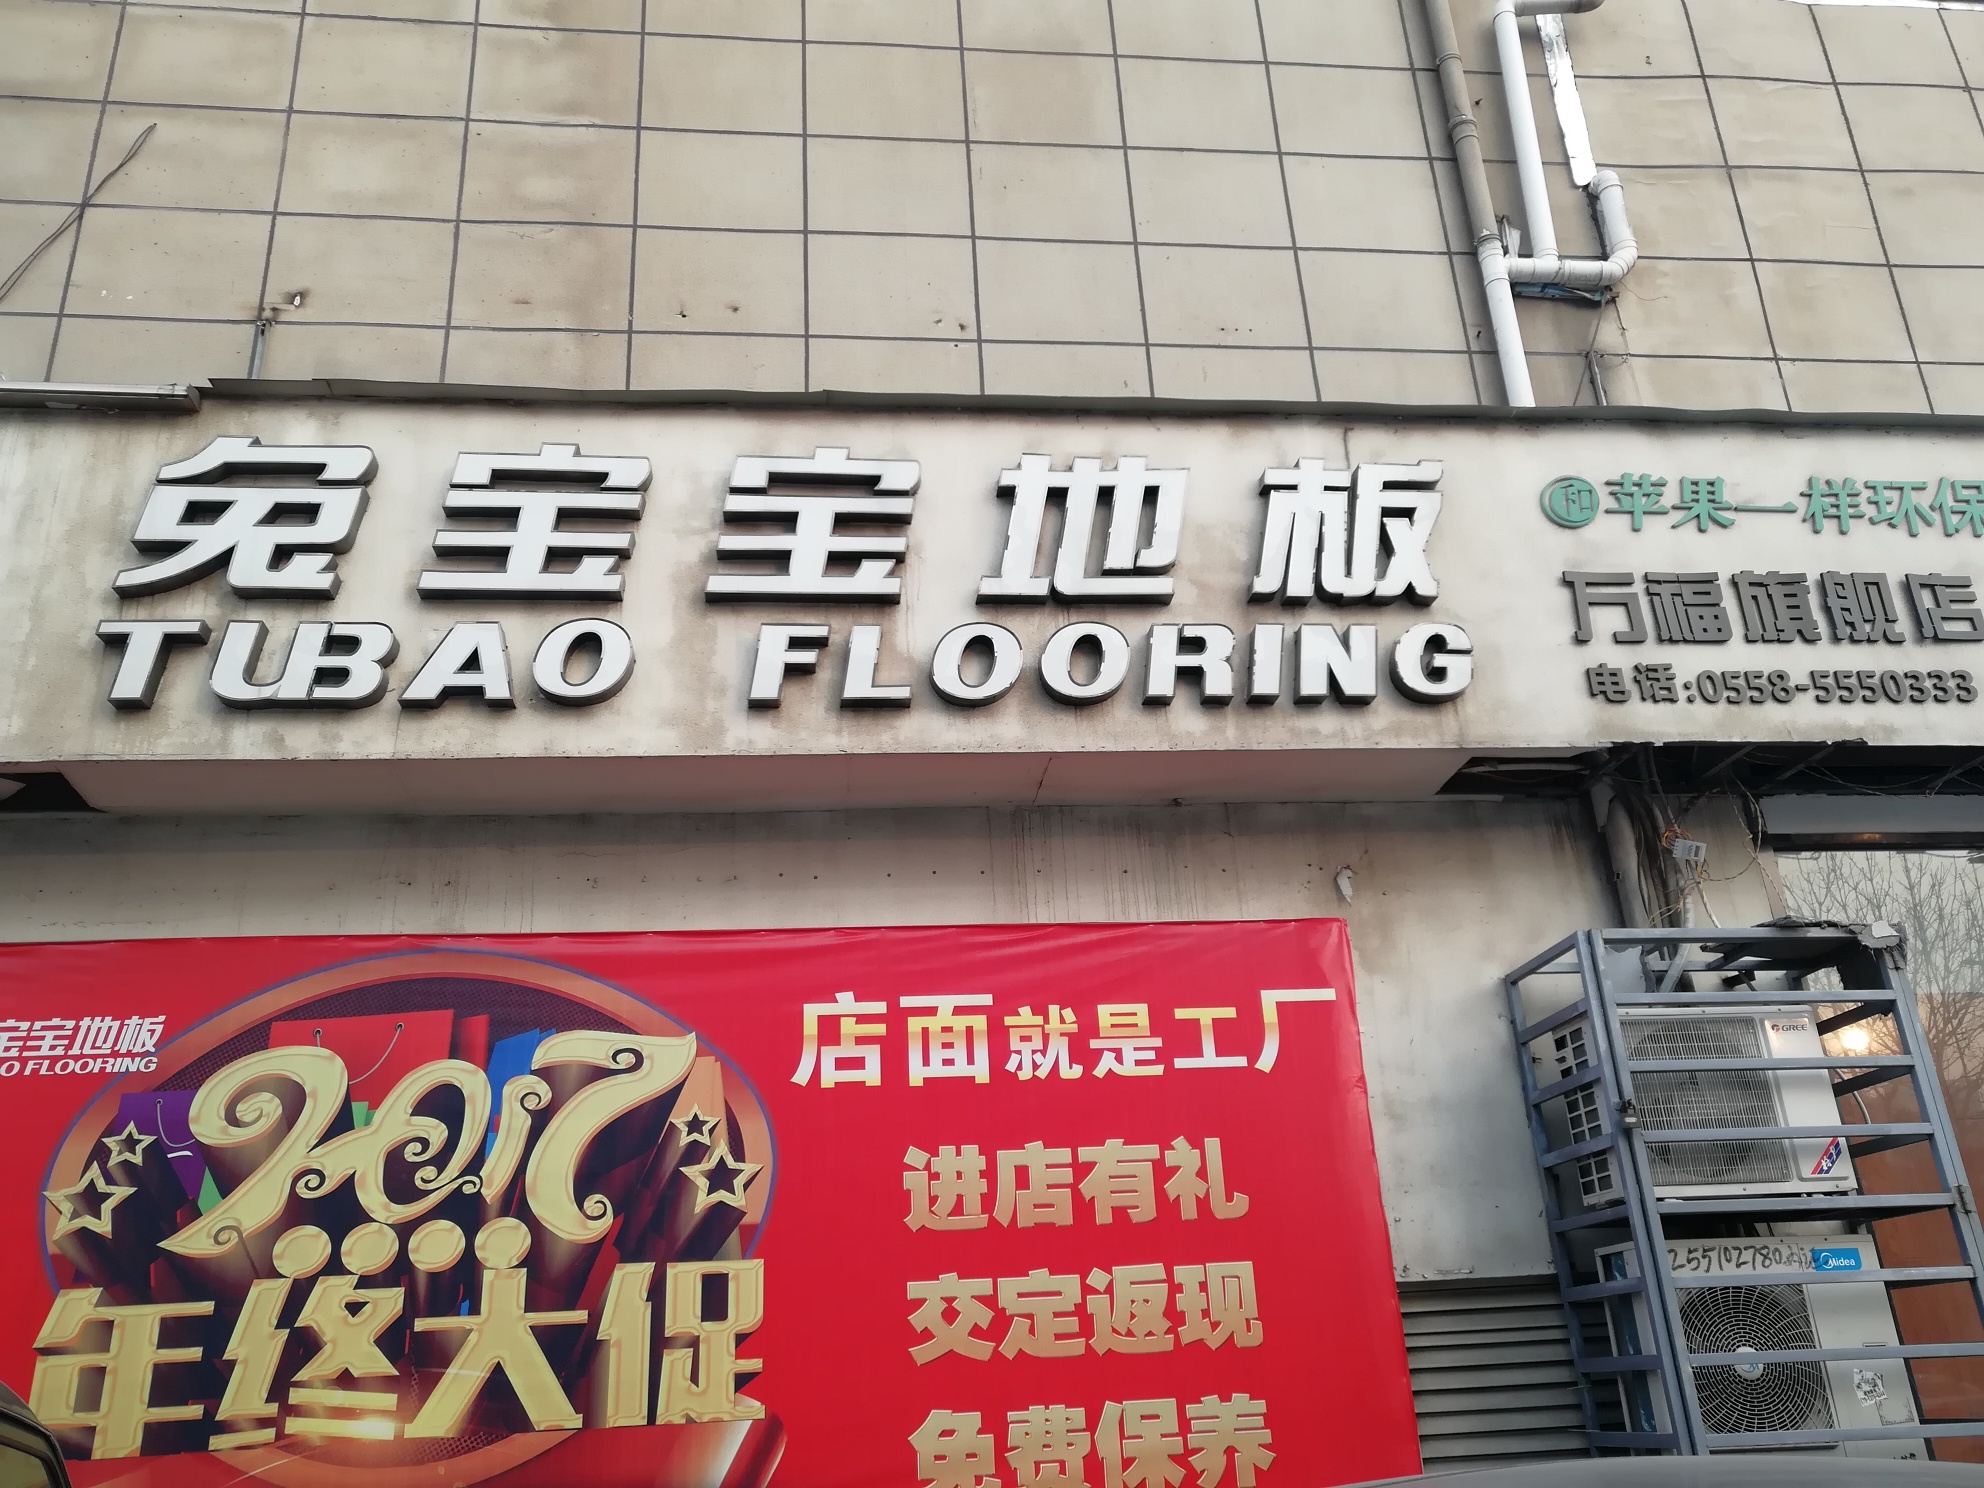 兔宝宝地板
TUBAO FLOORING
和 苹果一样环保
万福旗舰店
电话:0558-5550333
宝宝地板
O FLOORING
2017
年终大促
店面就是工厂
进店有礼
交定返现
免费保养
GREE
255102780
Midea